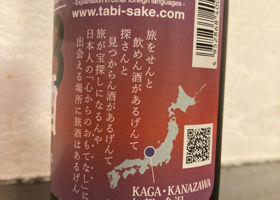 - Explanation in other foreign languages -
www.tabi-sake.com
旅をせんと
飲めん酒があるげんて
探さんと
見つからん酒があるげんて
旅が宝探しになるんや
日本人の「心からのおもてなし」に
出会える場所に旅酒はあるげん
KAGA・KANAZAWA